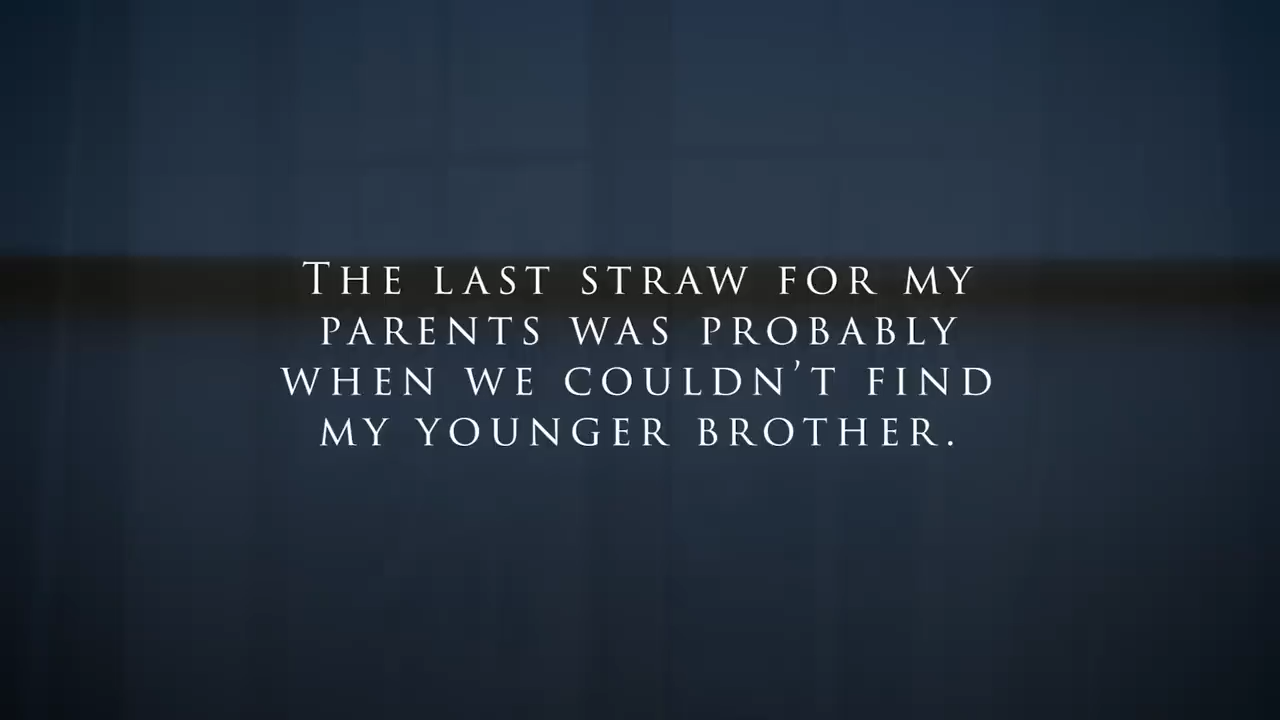 The last straw for my
parents was probably
when we couldn't find
my younger brother.